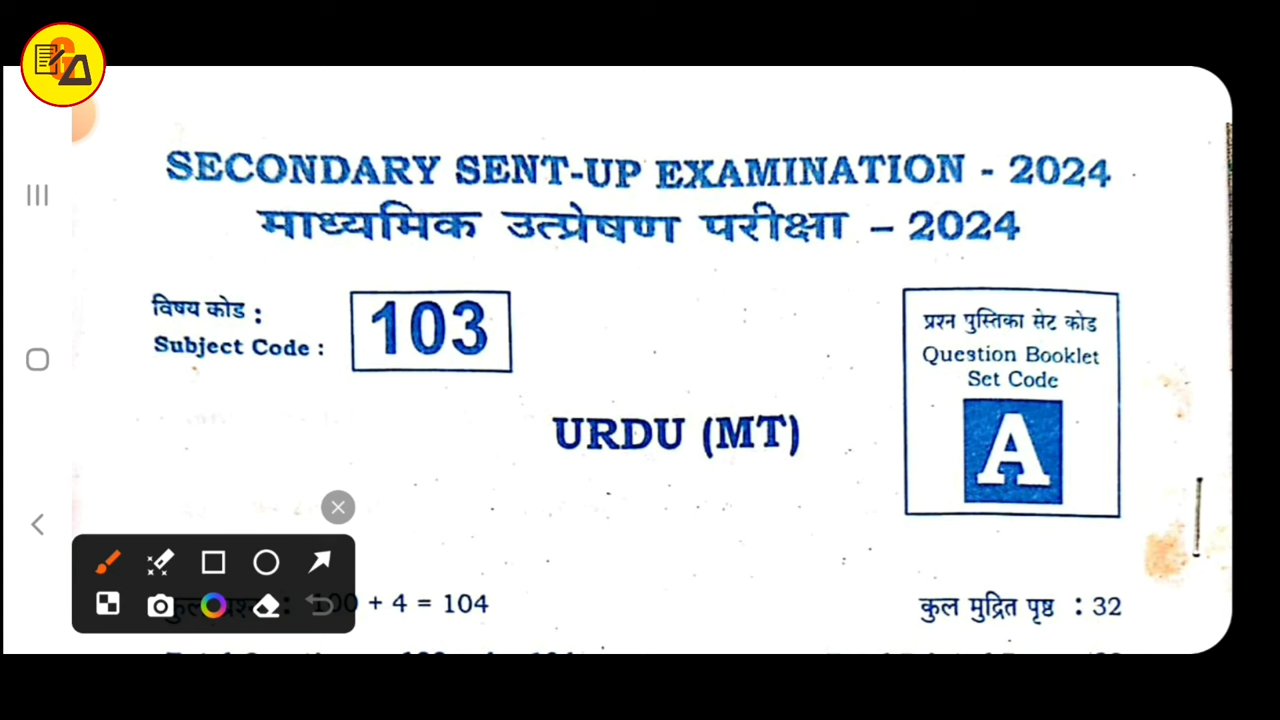 SECONDARY SENT-UP EXAMINATION - 2024
माध्यमिक उत्प्रेषण परीक्षा – 2024
विषय कोड :
Subject Code :
103
प्रश्न पुस्तिका सेट कोड
Question Booklet
Set Code
A
URDU (MT)
: 100 + 4 = 104
कुल मुद्रित पृष्ठ : 32